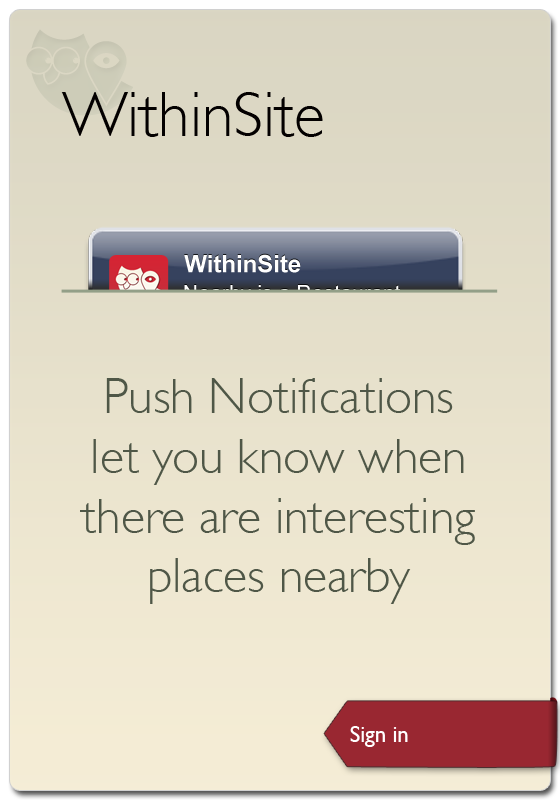 WithinSite
WithinSite
Nearby is a Restaurant
Push Notifications
let you know when
there are interesting
places nearby
Sign in